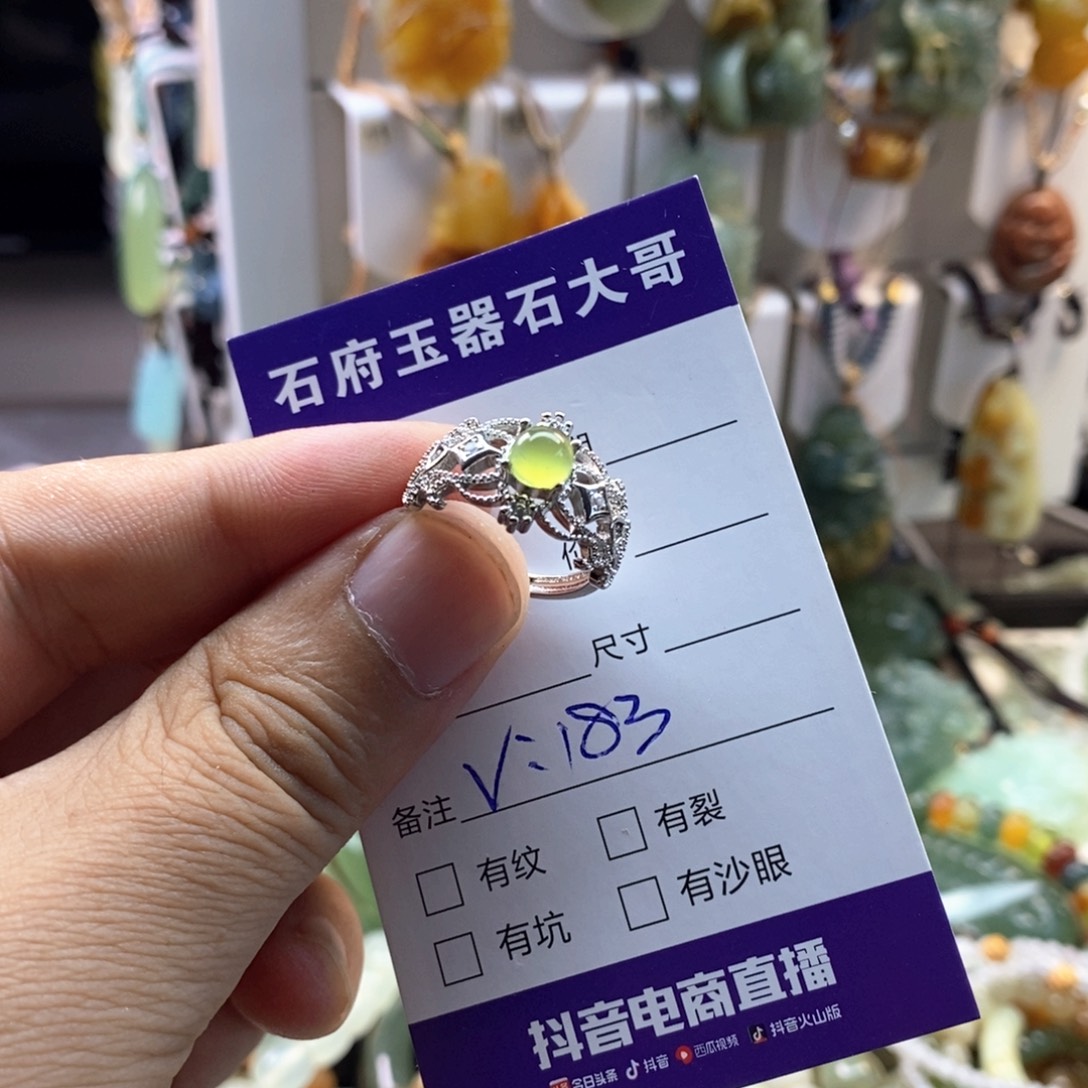 石府玉器石大哥
尺寸
V:183
备注
有纹 有裂
有坑 有沙眼
抖音电商直播
今日头条 抖音 西瓜视频 抖音火山版